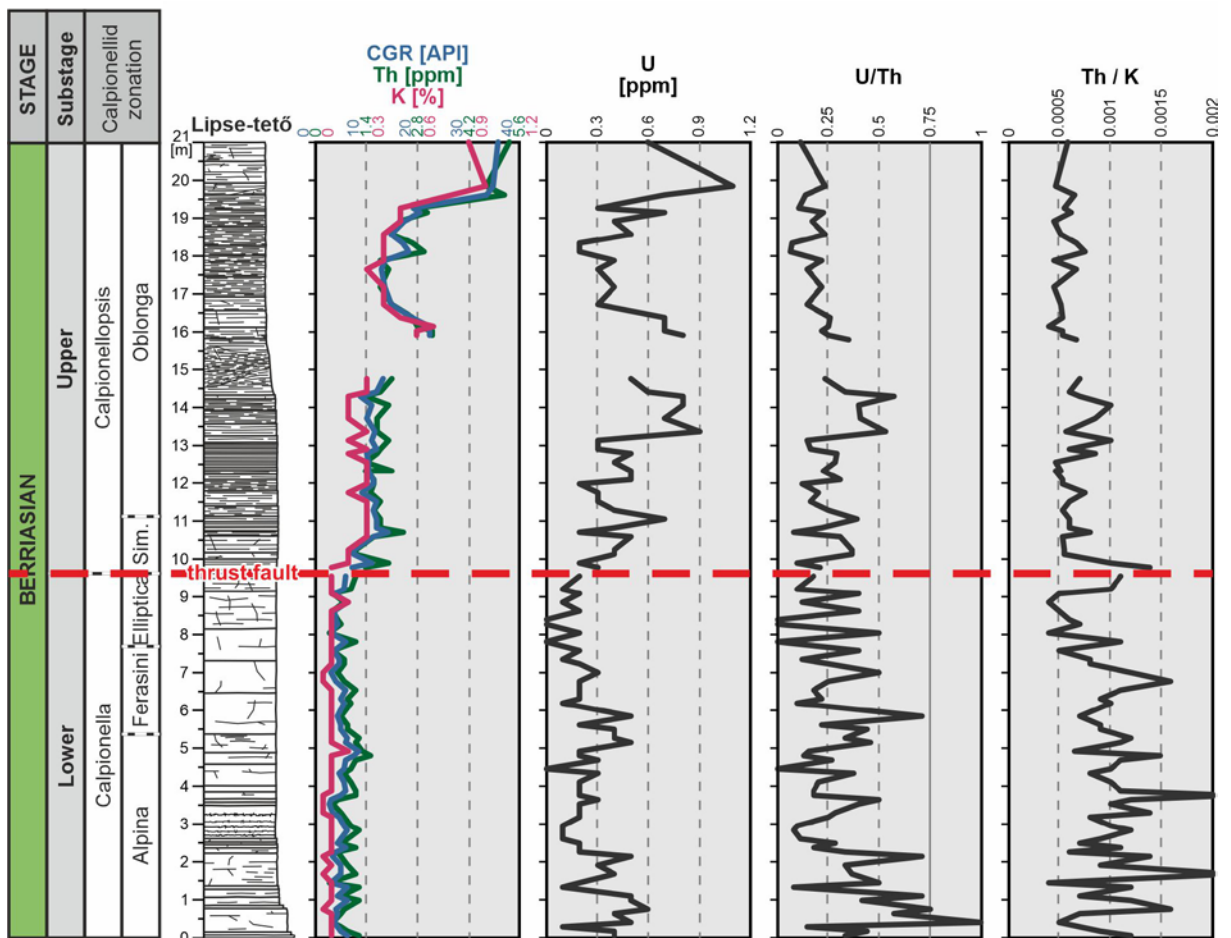 STAGE
Substage
Calpionellid
zonation
Lipse-tető
CGR [API]
Th [ppm]
K [%]
U
[ppm]
U/Th
Th / K
0 10 20 30 40
0 1.4 2.8 4.2 5.6
0 0.3 0.6 0.9 1.2
0 0.3 0.6 0.9 1.2
0 0.25 0.5 0.75 1
0 0.0005 0.001 0.0015 0.002
BERRIASIAN
Upper
Lower
Calpionellopsis
Calpionella
Oblonga
Sim.
Elliptica
Ferasini
Alpina
21
[m]
20
19
18
17
16
15
14
13
12
11
10
thrust fault
9
8
7
6
5
4
3
2
1
0